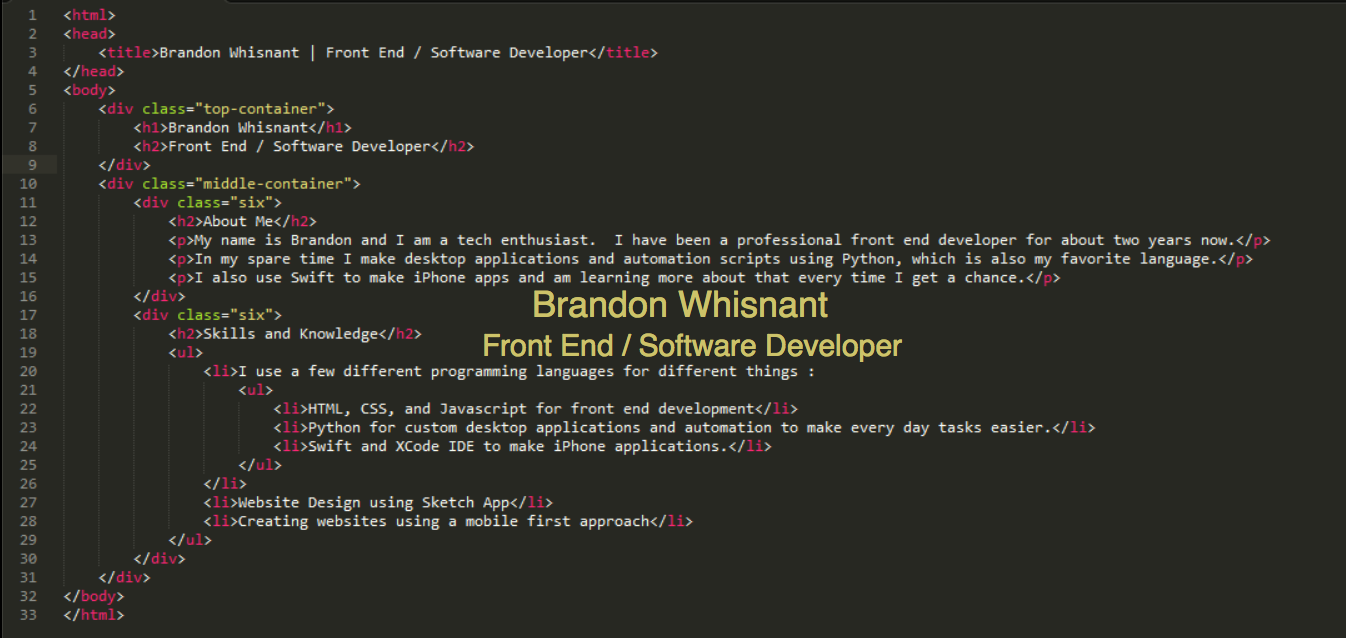 1 <html>
2 <head>
3     <title>Brandon Whisnant | Front End / Software Developer</title>
4 </head>
5 <body>
6     <div class="top-container">
7         <h1>Brandon Whisnant</h1>
8         <h2>Front End / Software Developer</h2>
9     </div>
10     <div class="middle-container">
11         <div class="six">
12             <h2>About Me</h2>
13             <p>My name is Brandon and I am a tech enthusiast.  I have been a professional front end developer for about two years now.</p>
14             <p>In my spare time I make desktop applications and automation scripts using Python, which is also my favorite language.</p>
15             <p>I also use Swift to make iPhone apps and am learning more about that every time I get a chance.</p>
16         </div>
Brandon Whisnant
17         <div class="six">
18             <h2>Skills and Knowledge</h2>
Front End / Software Developer
19             <ul>
20                 <li>I use a few different programming languages for different things :
21                     <ul>
22                         <li>HTML, CSS, and Javascript for front end development</li>
23                         <li>Python for custom desktop applications and automation to make every day tasks easier.</li>
24                         <li>Swift and XCode IDE to make iPhone applications.</li>
25                     </ul>
26                 </li>
27                 <li>Website Design using Sketch App</li>
28                 <li>Creating websites using a mobile first approach</li>
29             </ul>
30         </div>
31     </div>
32 </body>
33 </html>